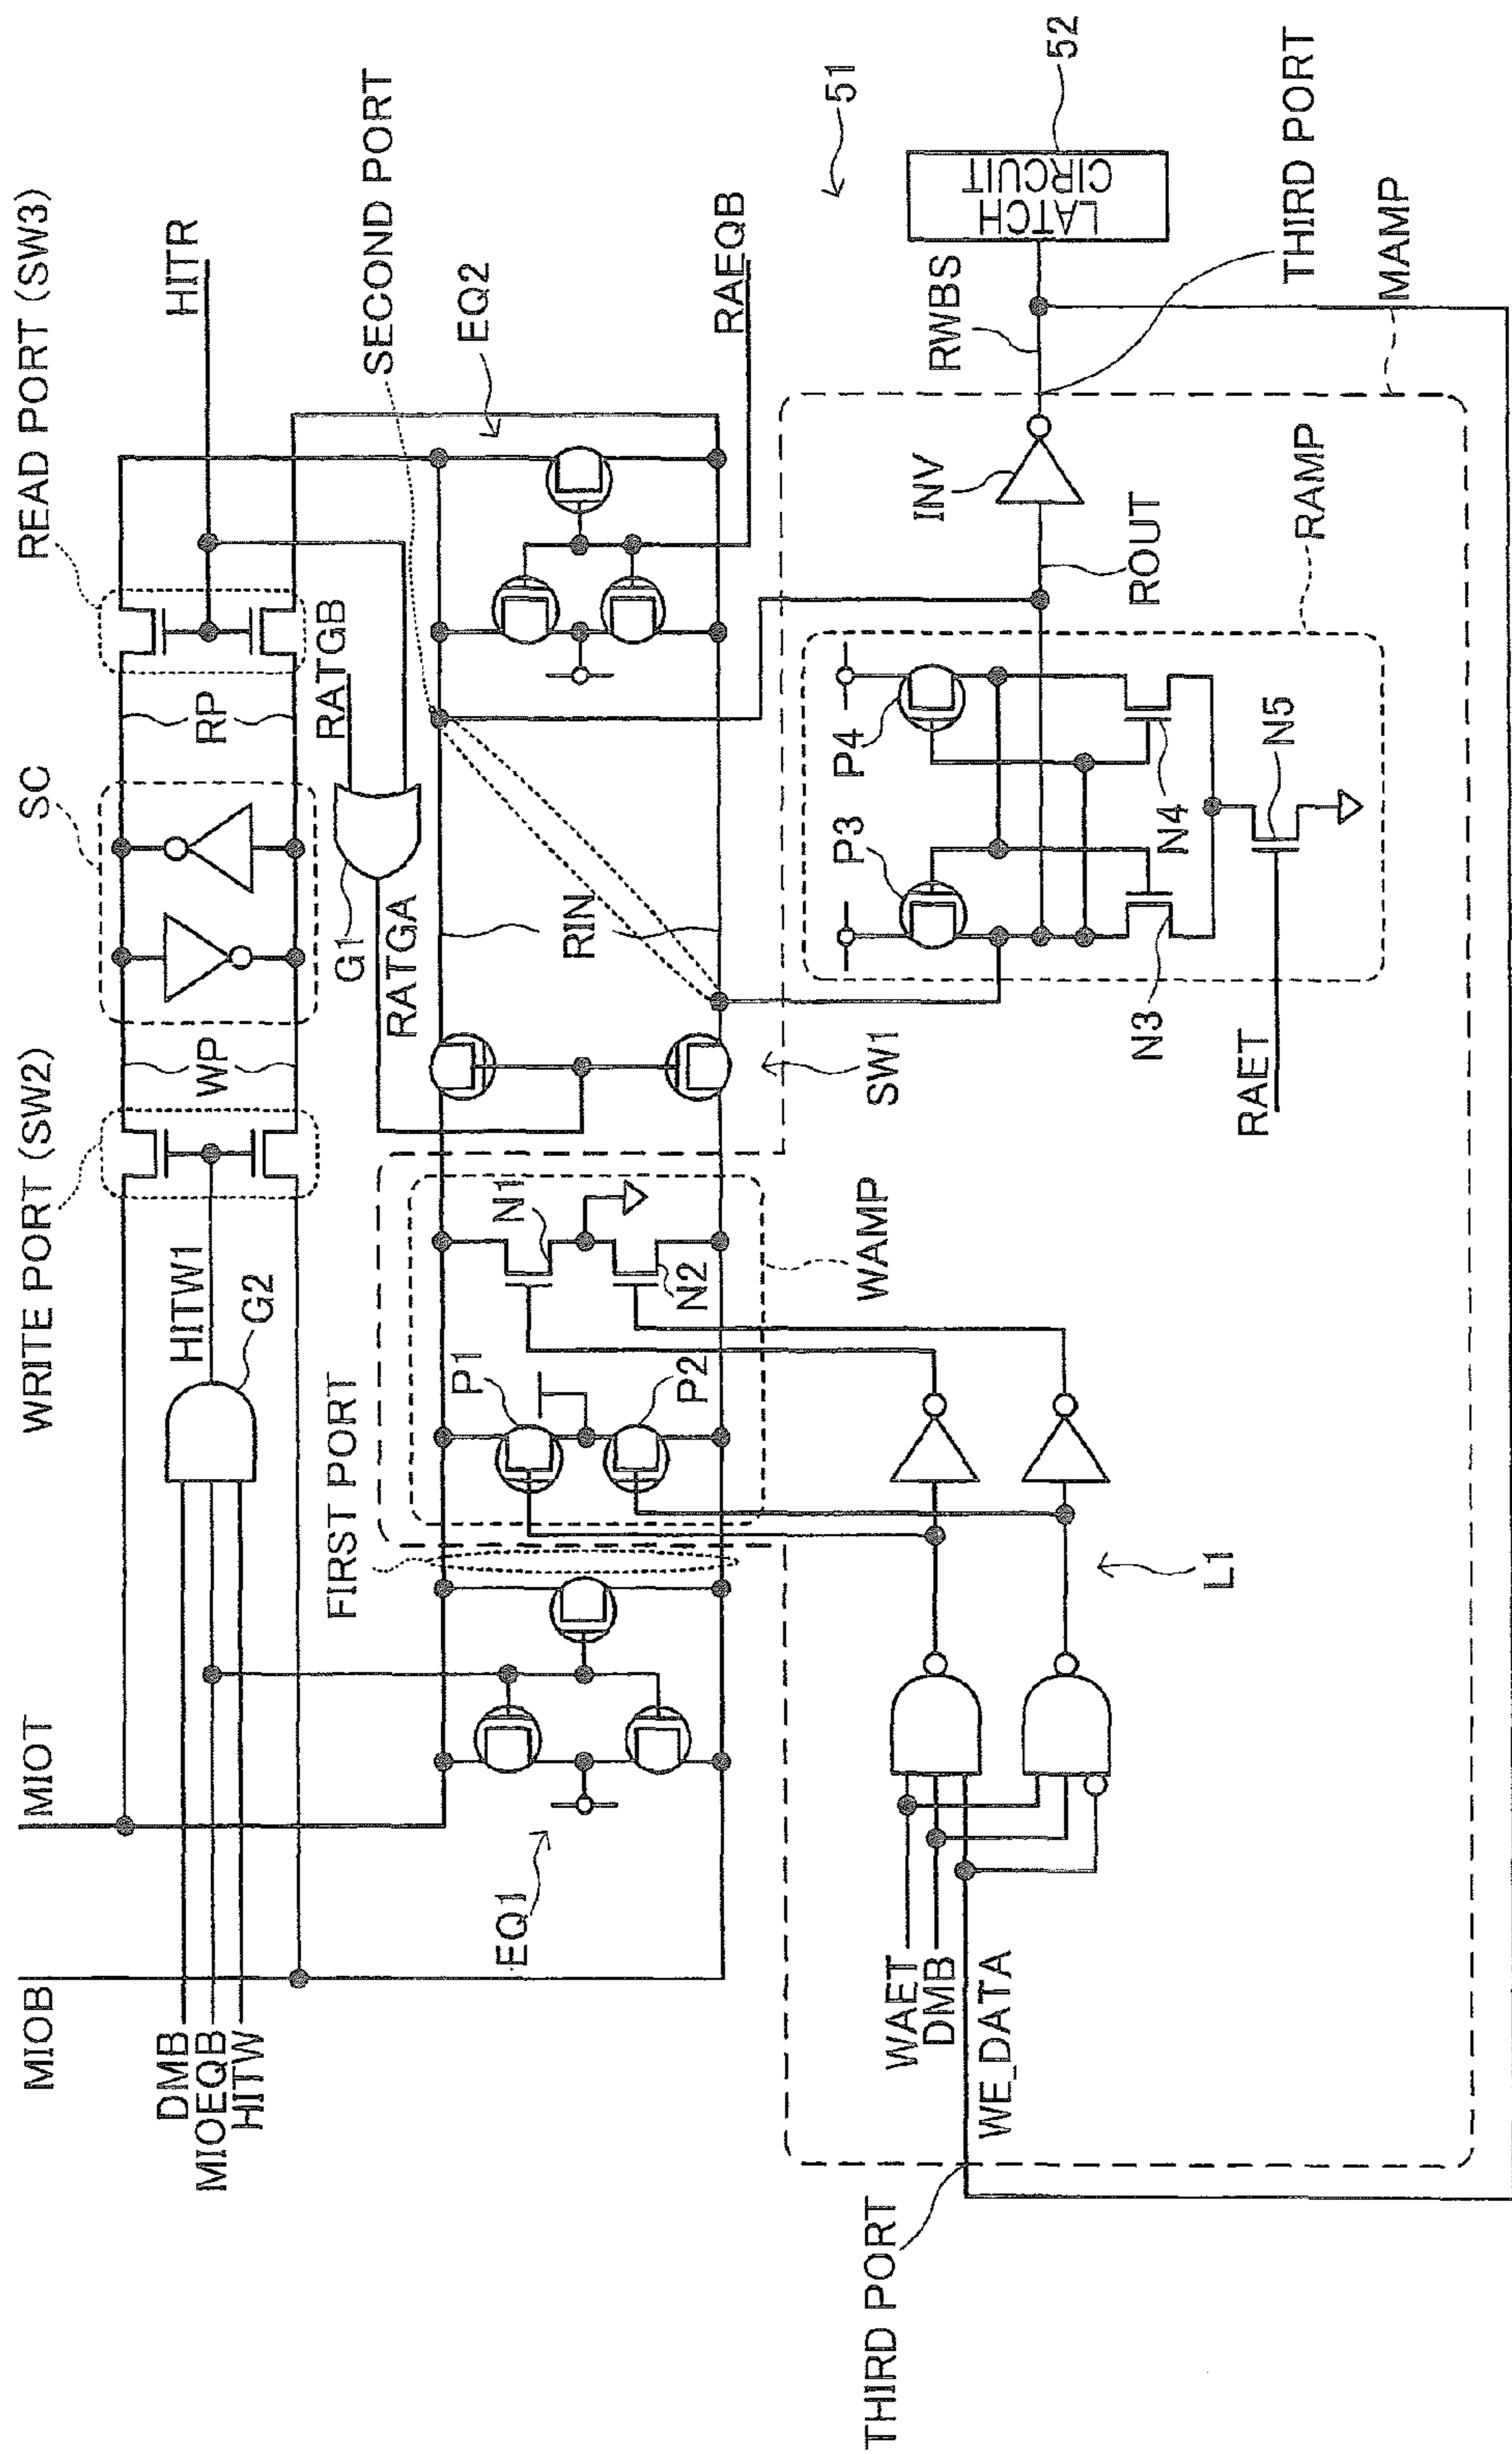 MIOB
MIOT
WRITE PORT (SW2)
SC
READ PORT (SW3)
DMB
MIOEQB
HITW
HITW1
G2
WP
RP
HITR
G1
RATGA
RATGB
SECOND PORT
FIRST PORT
EQ1
P1
P2
N1
N2
WAMP
SW1
RIN
EQ2
RAEQB
51
52
LATCH
CIRCUIT
RWBS
THIRD PORT
MAMP
INV
ROUT
RAMP
P3
P4
N3
N4
N5
RAET
L1
WAET
DMB
WE_DATA
THIRD PORT